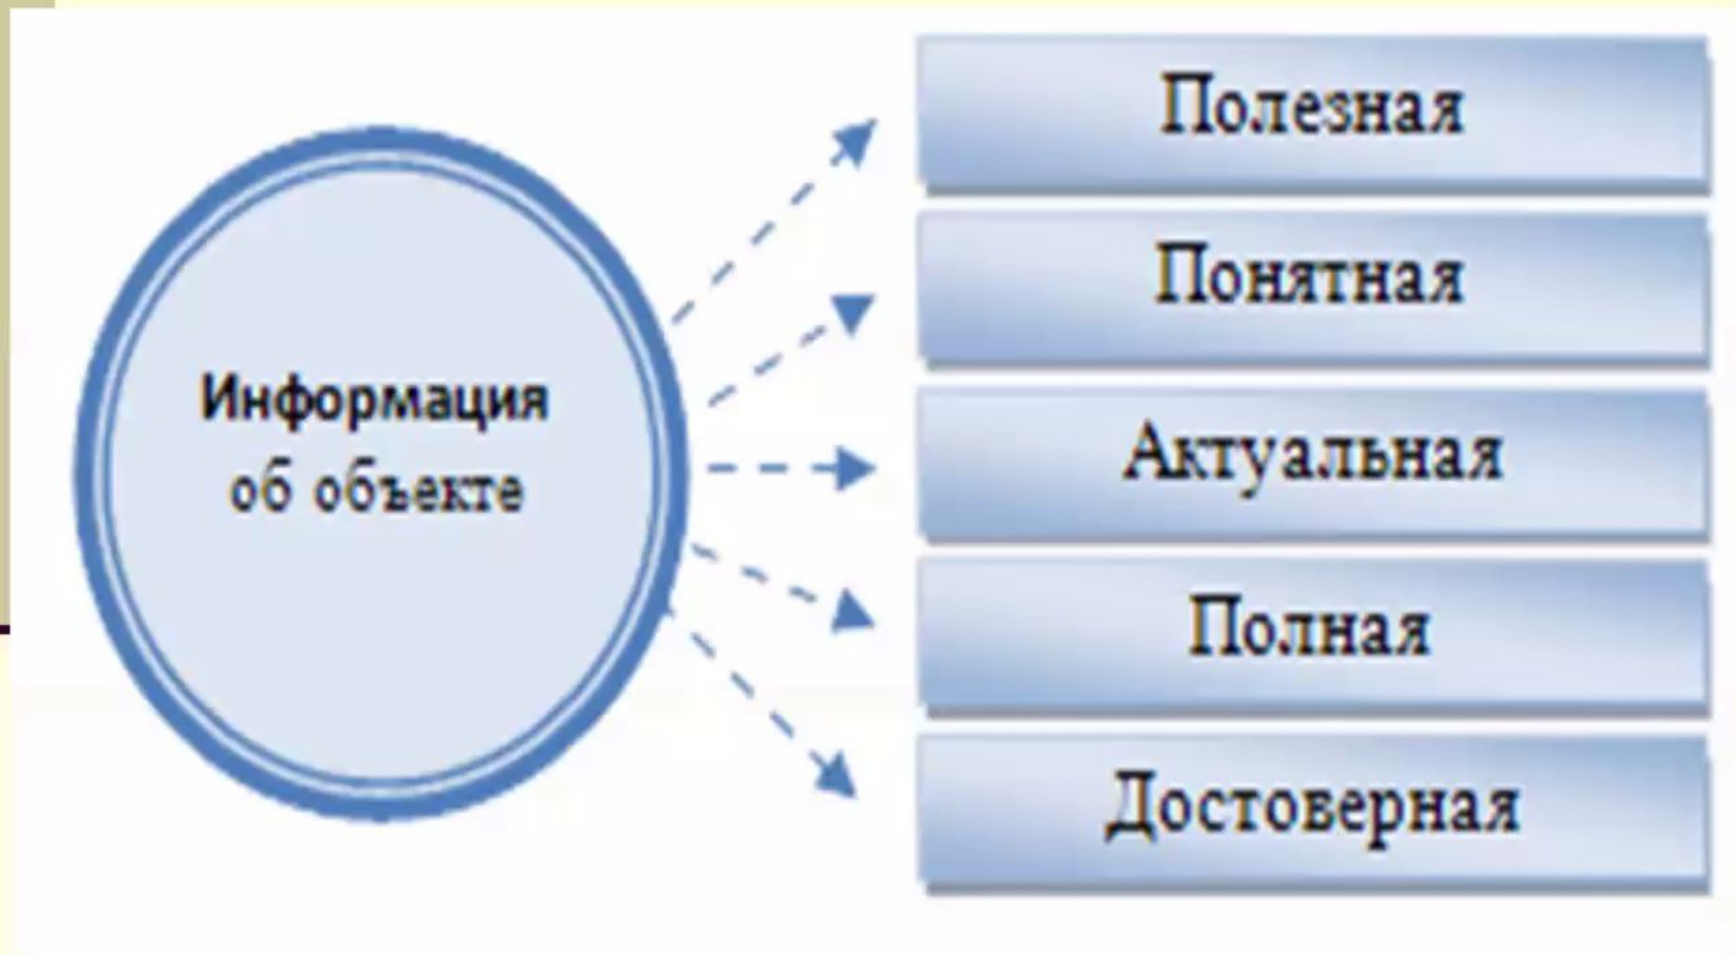 Информация
об объекте
Полезная
Понятная
Актуальная
Полная
Достоверная